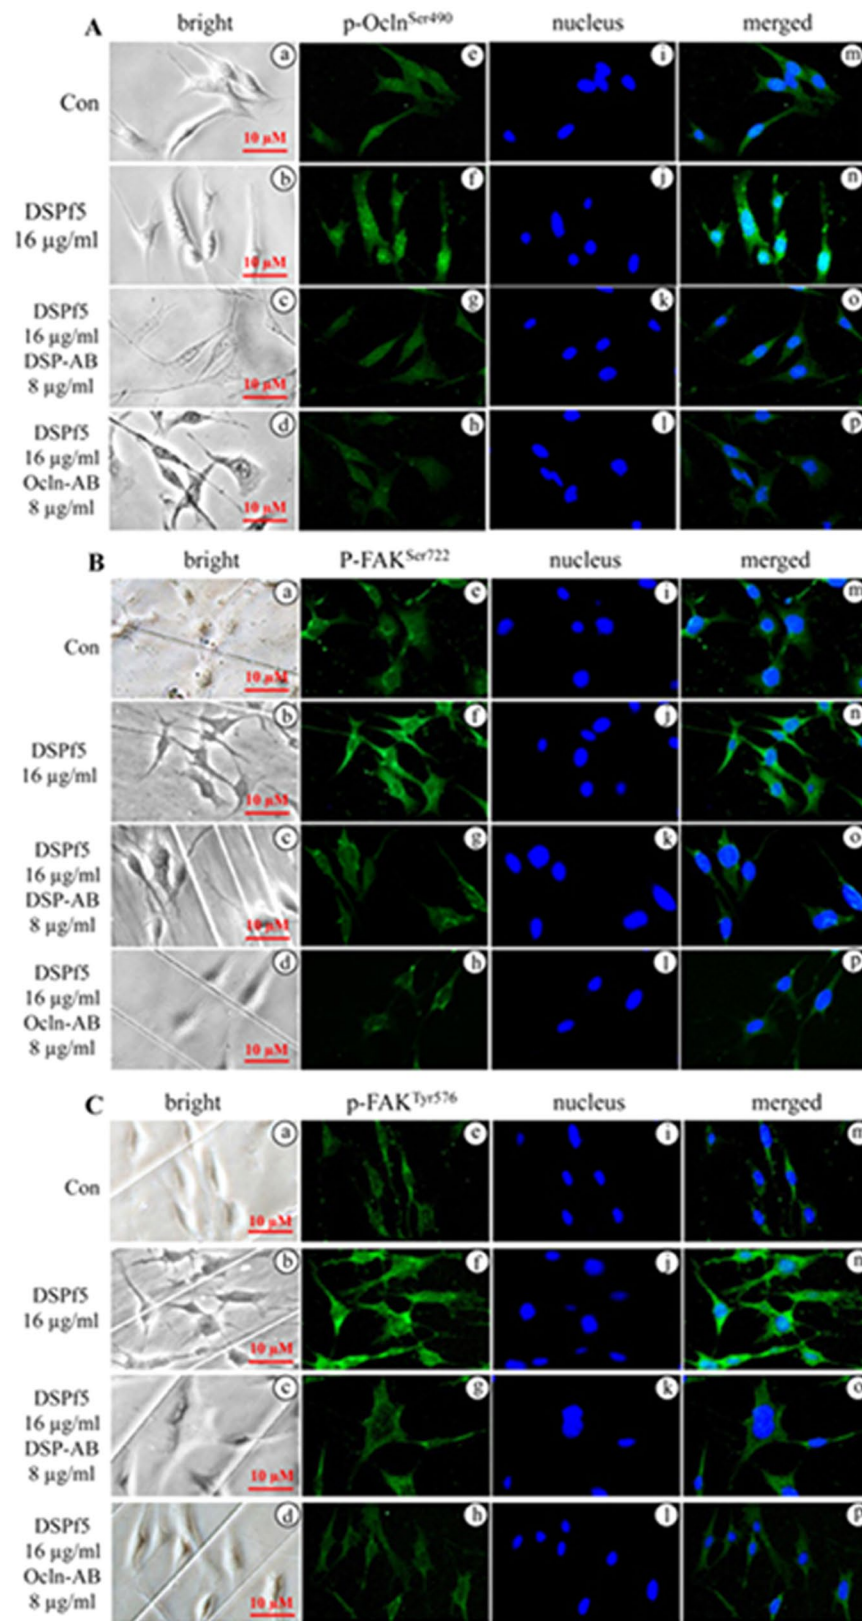 A bright p-Ocln^Ser490 nucleus merged
Con
a e i m
10 µM
DSPf5
16 µg/ml
b f j n
10 µM
DSPf5
16 µg/ml
DSP-AB
8 µg/ml
c g k o
10 µM
DSPf5
16 µg/ml
Ocln-AB
8 µg/ml
d h l p
10 µM
B bright P-FAK^Ser722 nucleus merged
Con
a e i m
10 µM
DSPf5
16 µg/ml
b f j n
10 µM
DSPf5
16 µg/ml
DSP-AB
8 µg/ml
c g k o
10 µM
DSPf5
16 µg/ml
Ocln-AB
8 µg/ml
d h l p
10 µM
C bright p-FAK^Tyr576 nucleus merged
Con
a e i m
10 µM
DSPf5
16 µg/ml
b f j n
10 µM
DSPf5
16 µg/ml
DSP-AB
8 µg/ml
c g k o
10 µM
DSPf5
16 µg/ml
Ocln-AB
8 µg/ml
d h l p
10 µM